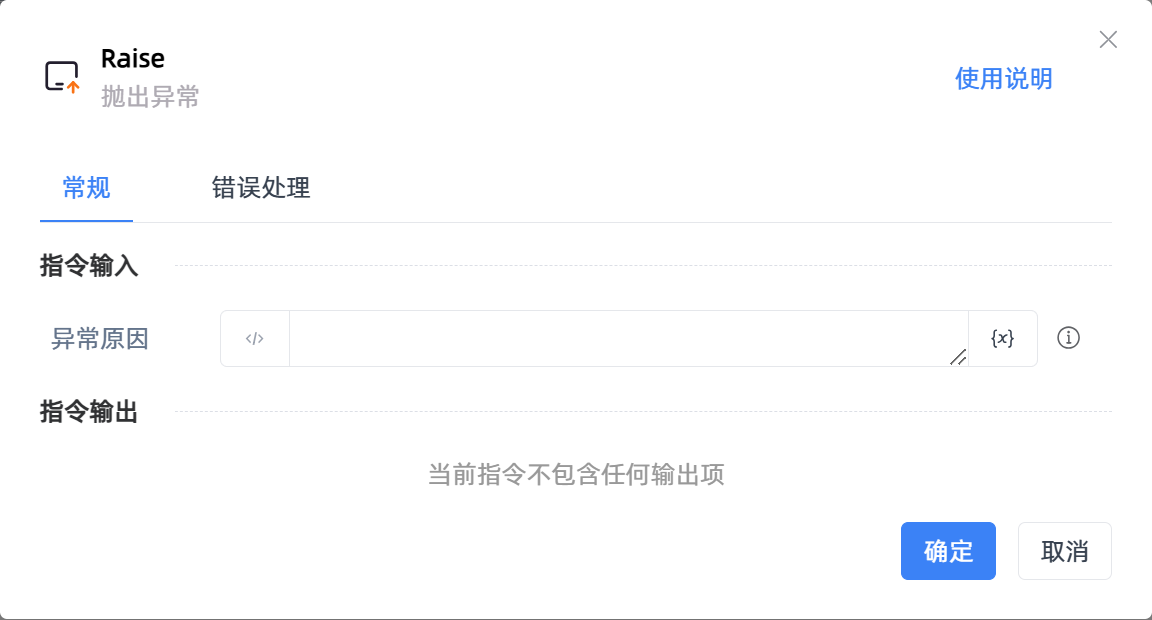 Raise
抛出异常
使用说明
常规
错误处理
指令输入
异常原因
</>
{x}
指令输出
当前指令不包含任何输出项
确定
取消